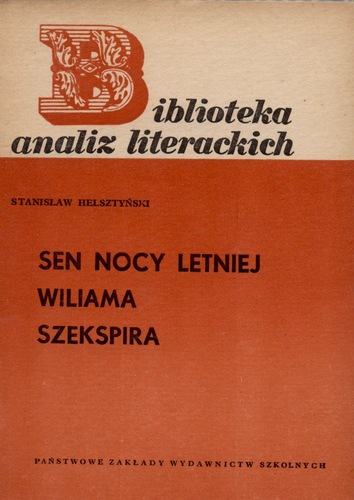 Biblioteka
analiz literackich
STANISŁAW HELSZTYŃSKI
SEN NOCY LETNIEJ
WILIAMA
SZEKSPIRA
PAŃSTWOWE ZAKŁADY WYDAWNICTW SZKOLNYCH